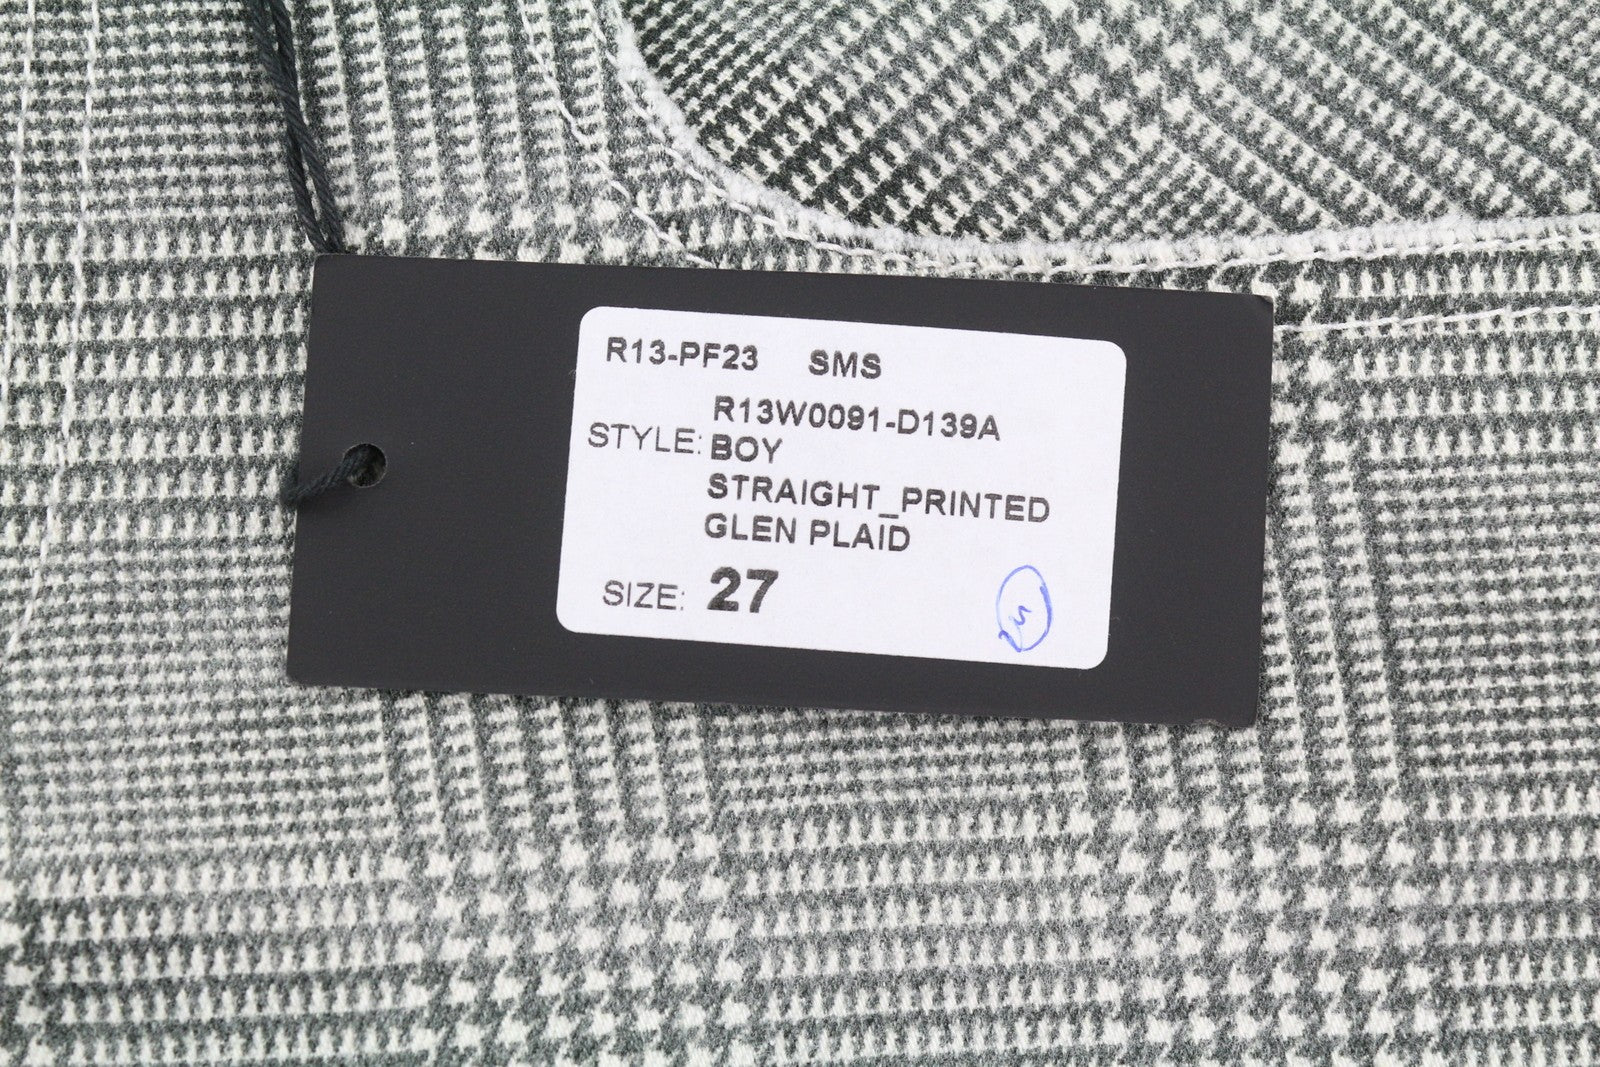 R13-PF23 SMS
R13W0091-D139A
STYLE: BOY
STRAIGHT_PRINTED
GLEN PLAID
SIZE: 27